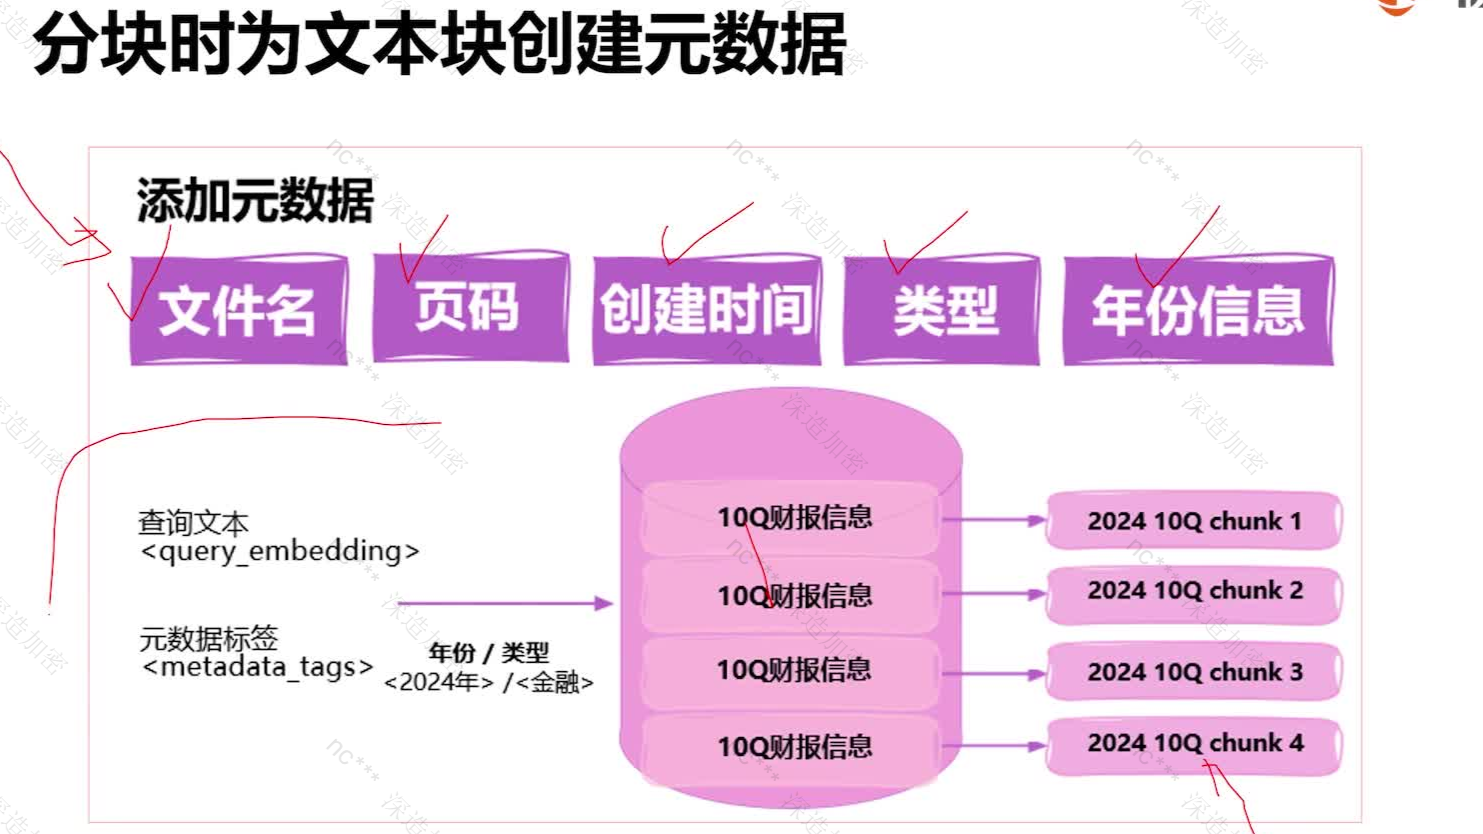 分块时为文本块创建元数据
添加元数据
文件名
页码
创建时间
类型
年份信息
查询文本
<query_embedding>
元数据标签
<metadata_tags>
年份 / 类型
<2024年> /<金融>
10Q财报信息
10Q财报信息
10Q财报信息
10Q财报信息
2024 10Q chunk 1
2024 10Q chunk 2
2024 10Q chunk 3
2024 10Q chunk 4
nc***
深造加密